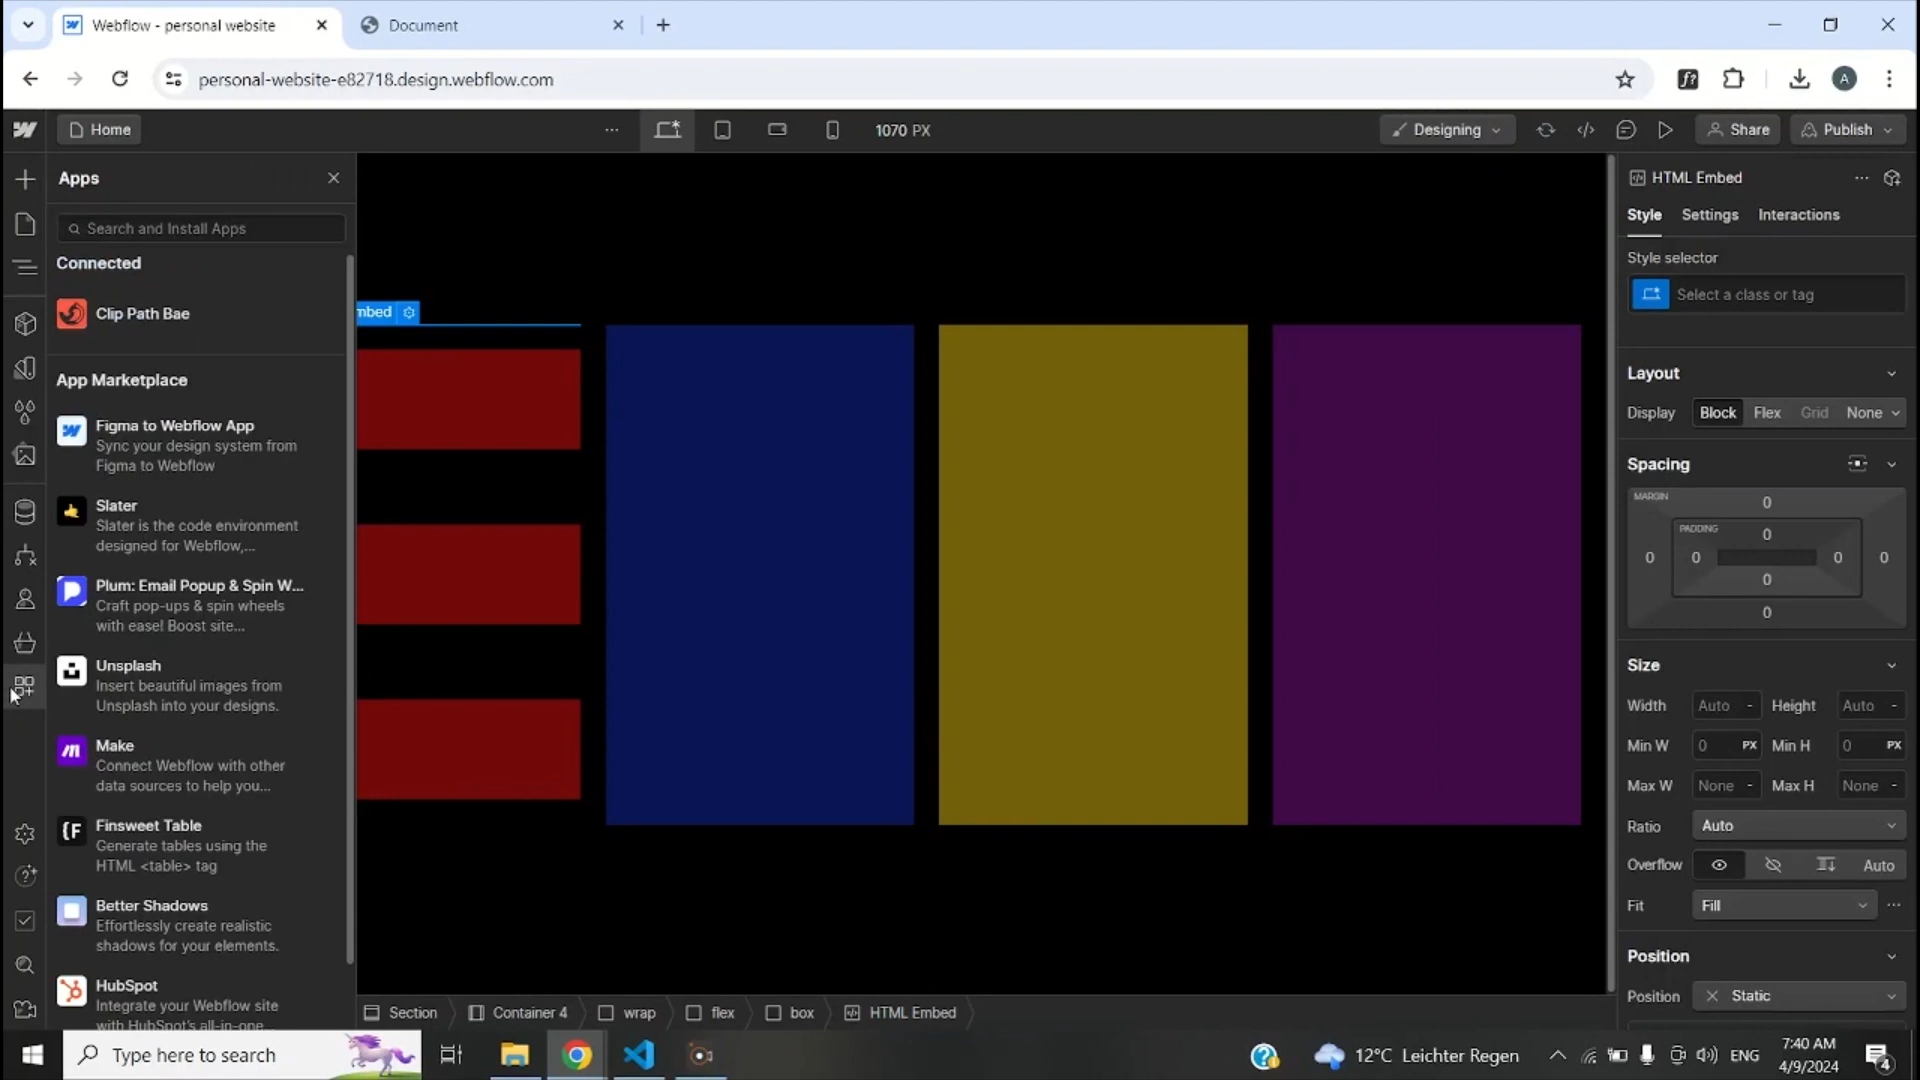 Webflow - personal website
Document
personal-website-e82718.design.webflow.com
A
Home
1070 PX
Designing
Share
Publish
Apps
Search and Install Apps
Connected
Clip Path Bae
App Marketplace
Figma to Webflow App
Sync your design system from
Figma to Webflow
Slater
Slater is the code environment
designed for Webflow,...
Plum: Email Popup & Spin W...
Craft pop-ups & spin wheels
with ease! Boost site...
Unsplash
Insert beautiful images from
Unsplash into your designs.
Make
Connect Webflow with other
data sources to help you...
Finsweet Table
Generate tables using the
HTML <table> tag
Better Shadows
Effortlessly create realistic
shadows for your elements.
HubSpot
Integrate your Webflow site
with HubSpot's all-in-one...
mbed
HTML Embed
Style Settings Interactions
Style selector
Select a class or tag
Layout
Display Block Flex Grid None
Spacing
MARGIN
0
PADDING
0
0 0 0 0
0
0
Size
Width Auto - Height Auto -
Min W 0 PX Min H 0 PX
Max W None - Max H None -
Ratio Auto
Overflow Auto
Fit Fill
Position
Position Static
Section Container 4 wrap flex box HTML Embed
Type here to search
12°C Leichter Regen
ENG
7:40 AM
4/9/2024
4